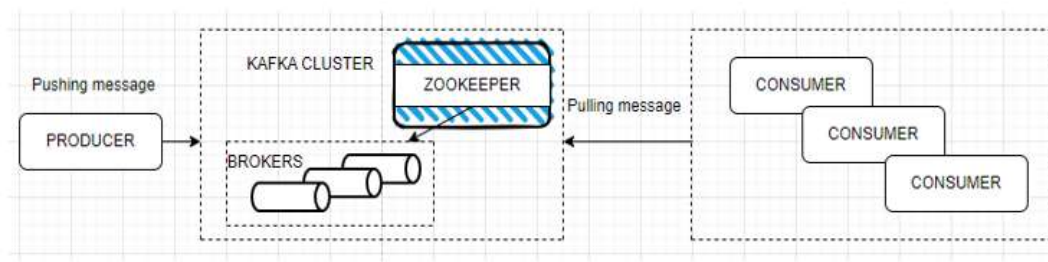 Pushing message
PRODUCER
KAFKA CLUSTER
ZOOKEEPER
BROKERS
Pulling message
CONSUMER
CONSUMER
CONSUMER